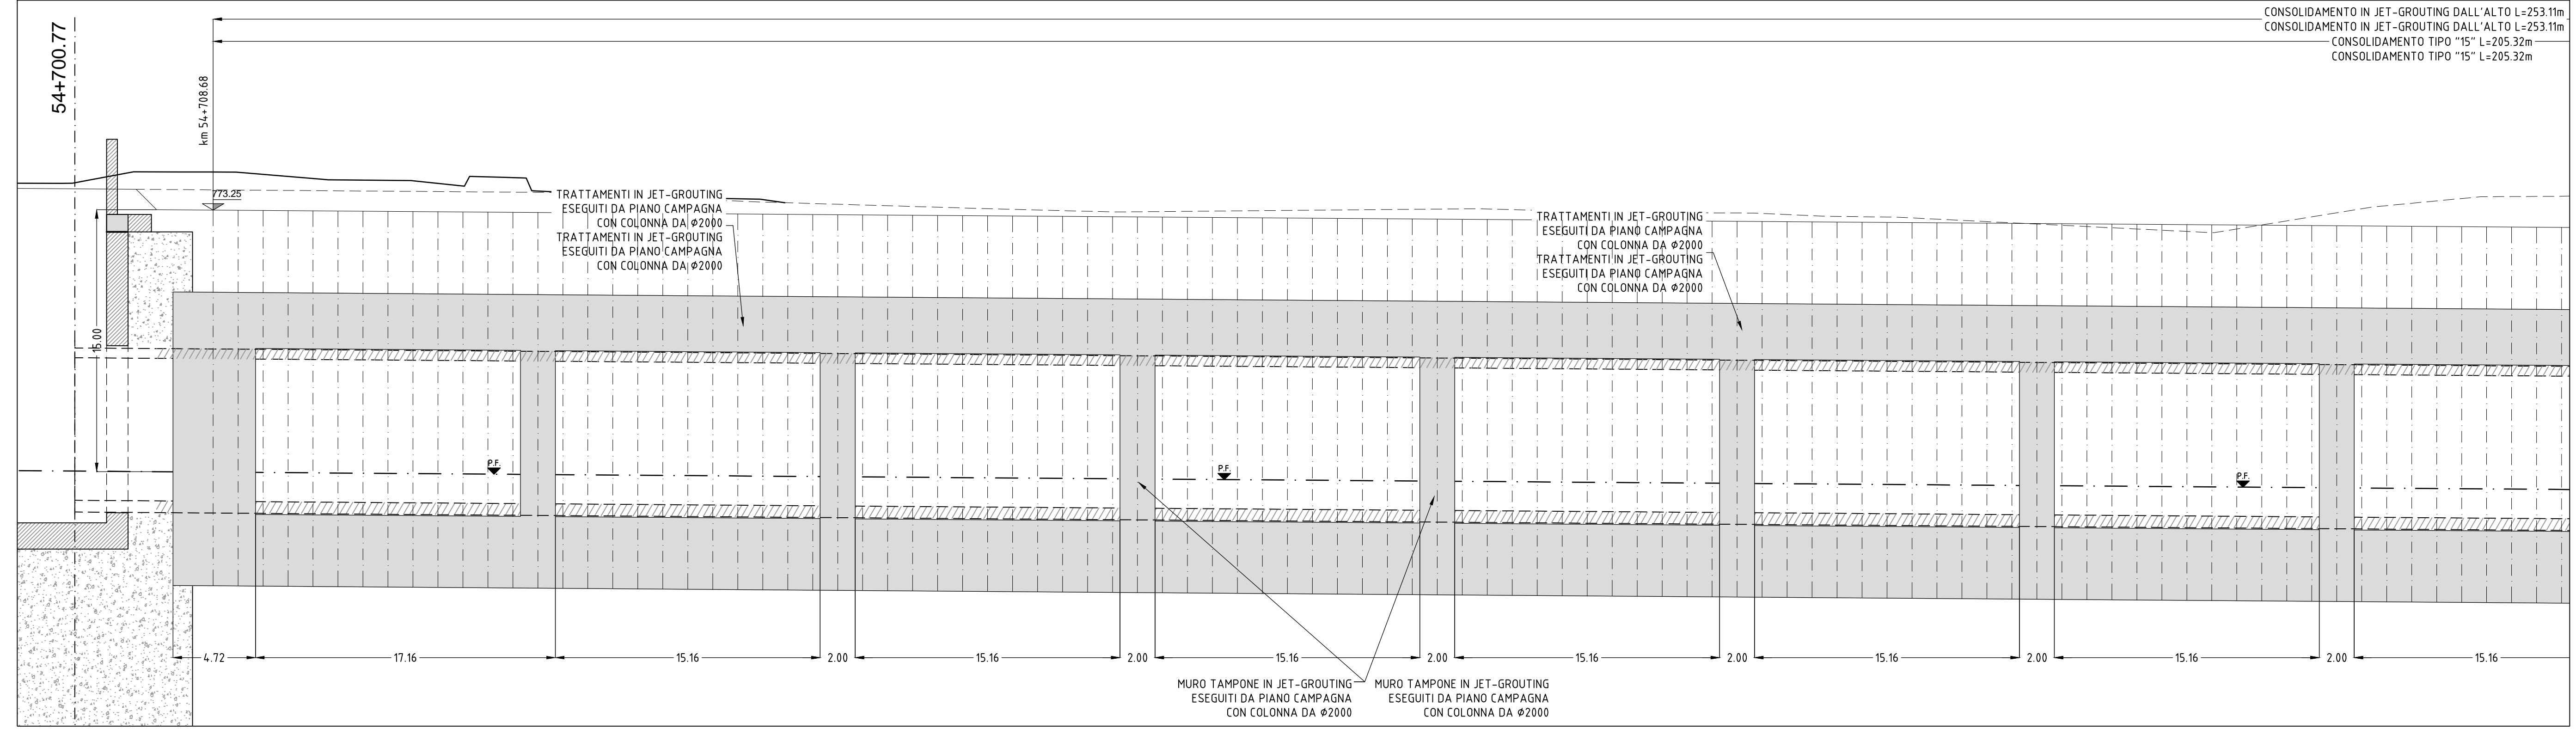 CONSOLIDAMENTO IN JET-GROUTING DALL'ALTO L=253.11m
CONSOLIDAMENTO IN JET-GROUTING DALL'ALTO L=253.11m
CONSOLIDAMENTO TIPO "15" L=205.32m
CONSOLIDAMENTO TIPO "15" L=205.32m
54+700.77
km 54+708.68
773.25
TRATTAMENTI IN JET-GROUTING
ESEGUITI DA PIANO CAMPAGNA
CON COLONNA DA ø2000
TRATTAMENTI IN JET-GROUTING
ESEGUITI DA PIANO CAMPAGNA
CON COLONNA DA ø2000
TRATTAMENTI IN JET-GROUTING
ESEGUITI DA PIANO CAMPAGNA
CON COLONNA DA ø2000
TRATTAMENTI IN JET-GROUTING
ESEGUITI DA PIANO CAMPAGNA
CON COLONNA DA ø2000
15.00
P.F.
P.F.
P.F.
4.72 17.16 15.16 2.00 15.16 2.00 15.16 2.00 15.16 2.00 15.16 2.00 15.16 2.00 15.16
MURO TAMPONE IN JET-GROUTING
ESEGUITI DA PIANO CAMPAGNA
CON COLONNA DA ø2000
MURO TAMPONE IN JET-GROUTING
ESEGUITI DA PIANO CAMPAGNA
CON COLONNA DA ø2000